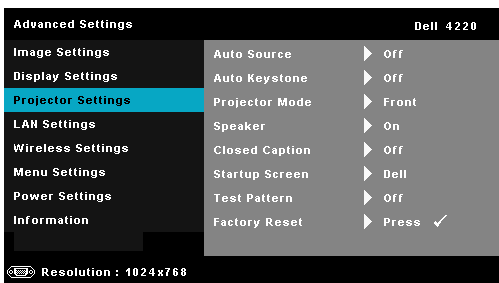 Advanced Settings Dell 4220
Image Settings Auto Source Off
Display Settings Auto Keystone Off
Projector Settings Projector Mode Front
LAN Settings Speaker On
Wireless Settings Closed Caption Off
Menu Settings Startup Screen Dell
Power Settings Test Pattern Off
Information Factory Reset Press ✓
Resolution : 1024x768